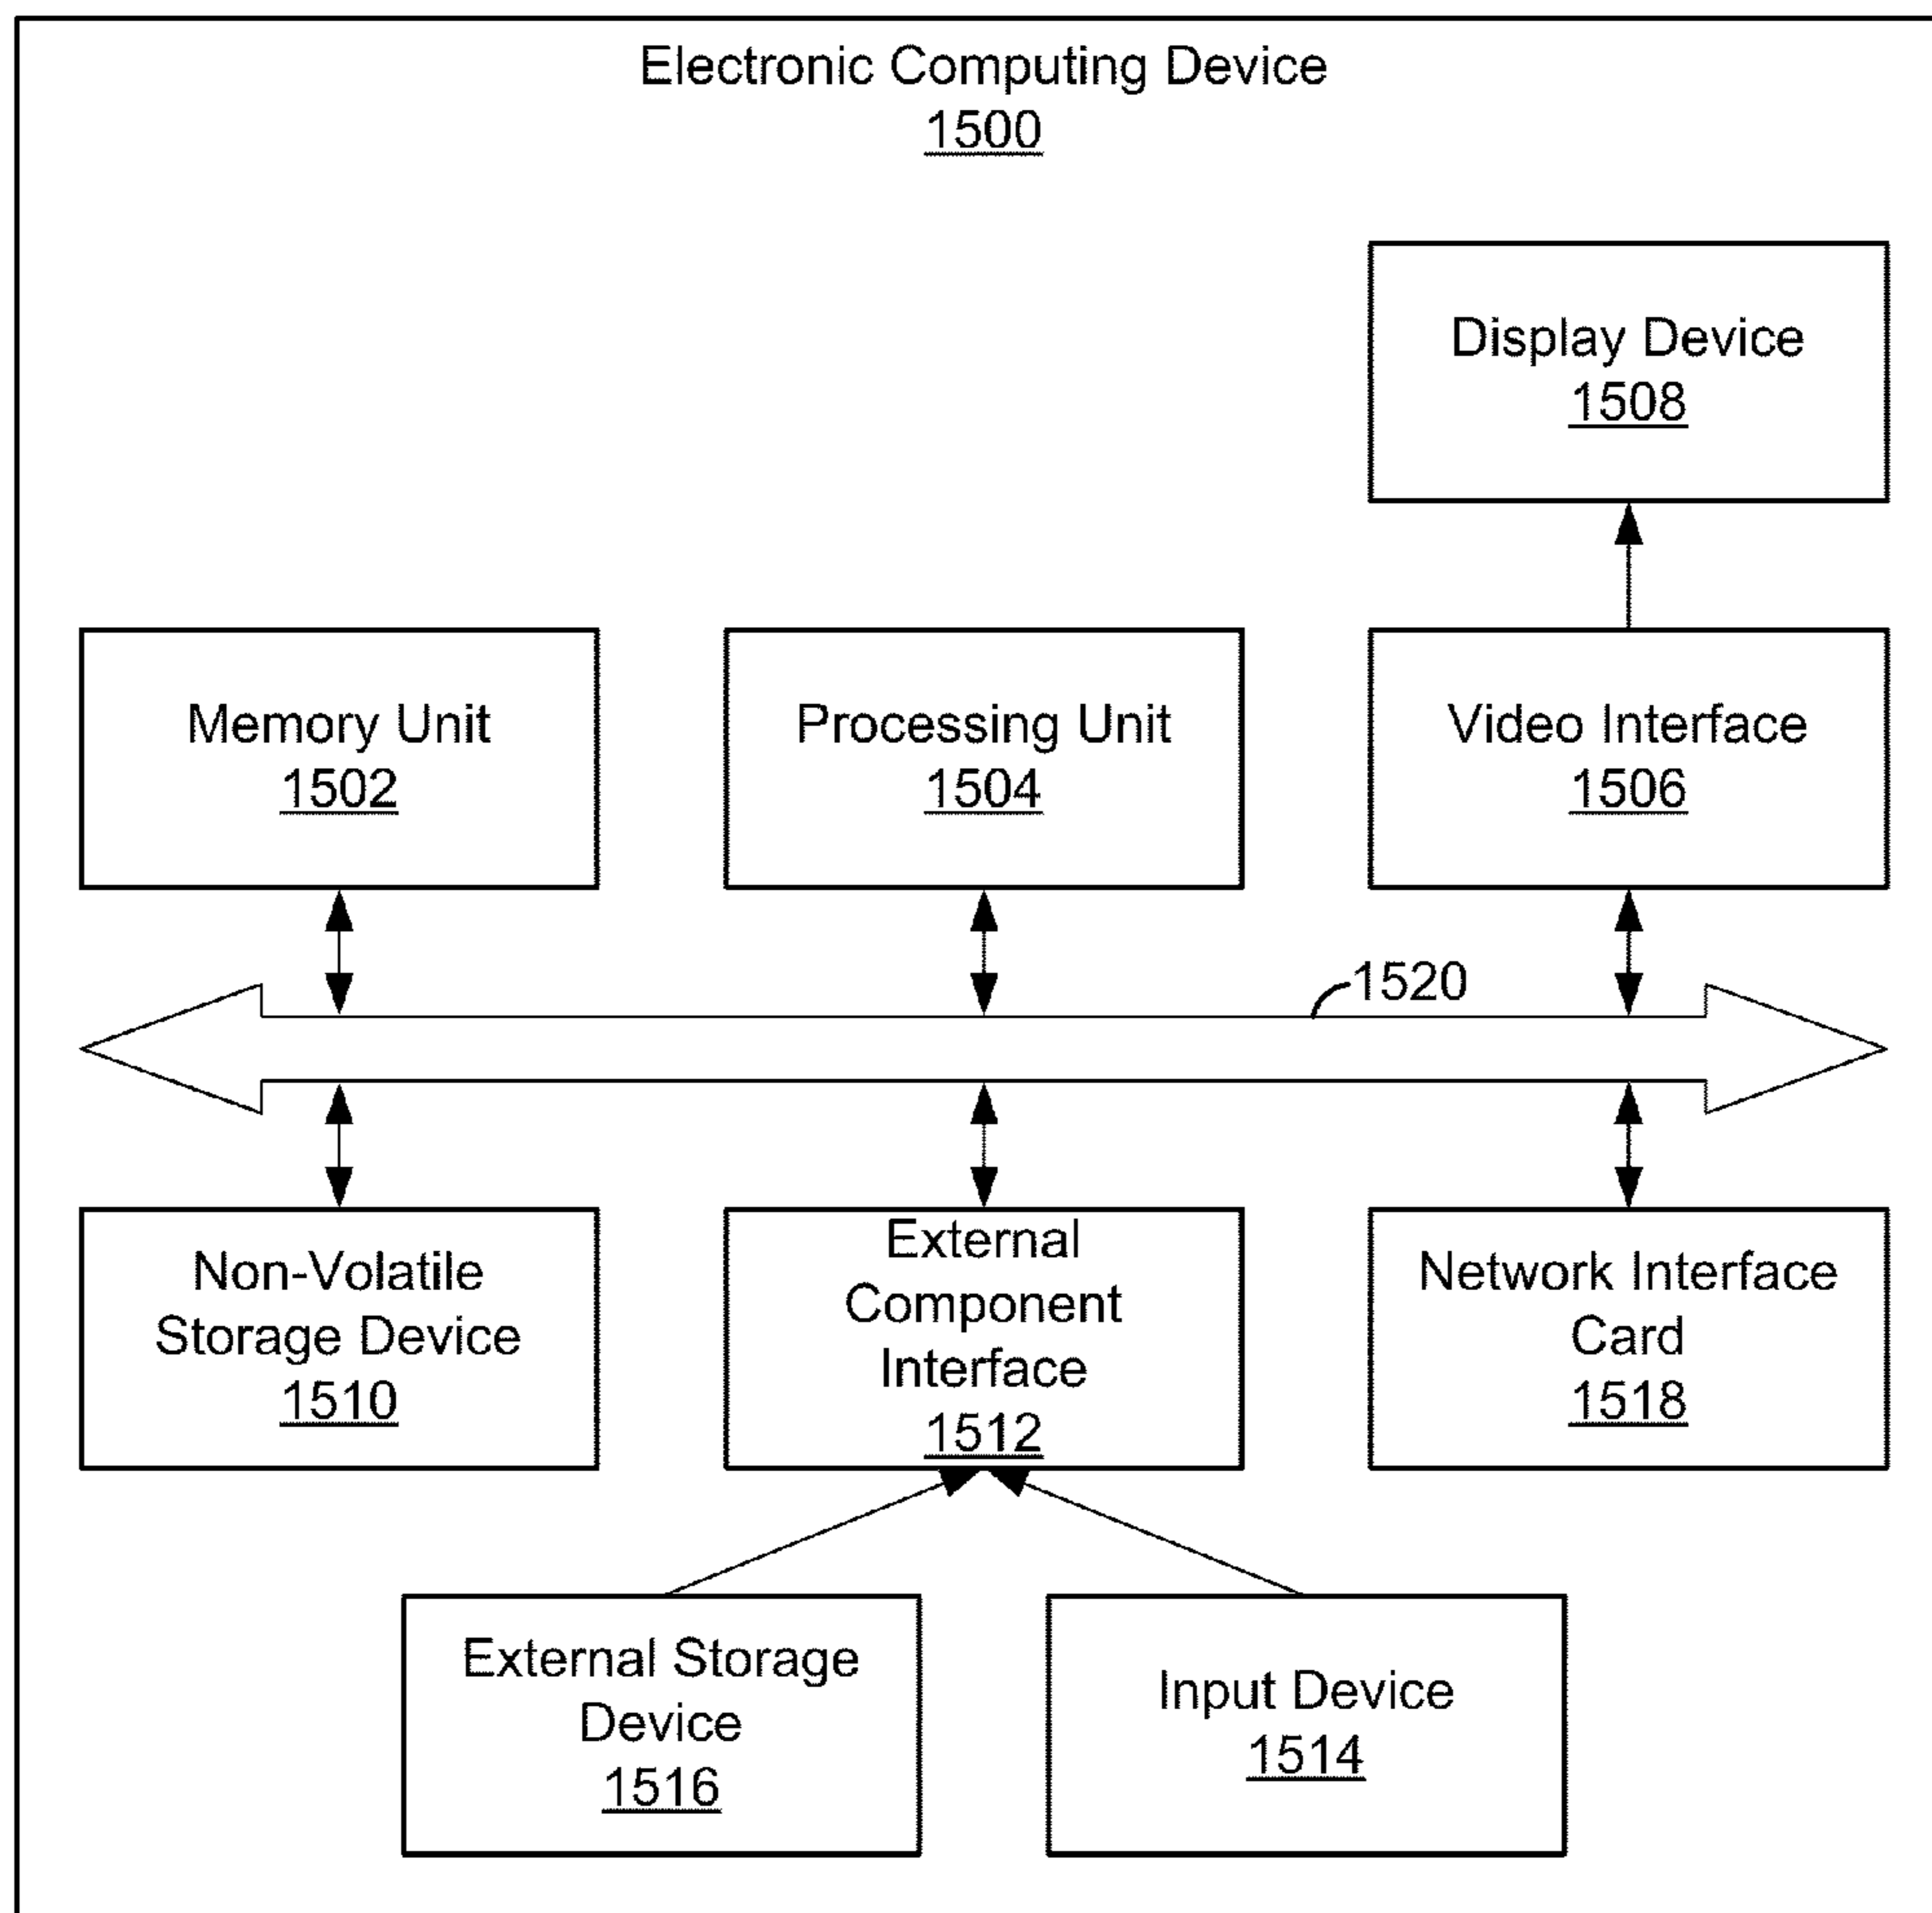 Electronic Computing Device
1500
Display Device
1508
Memory Unit
1502
Processing Unit
1504
Video Interface
1506
1520
Non-Volatile
Storage Device
1510
External
Component
Interface
1512
Network Interface
Card
1518
External Storage
Device
1516
Input Device
1514